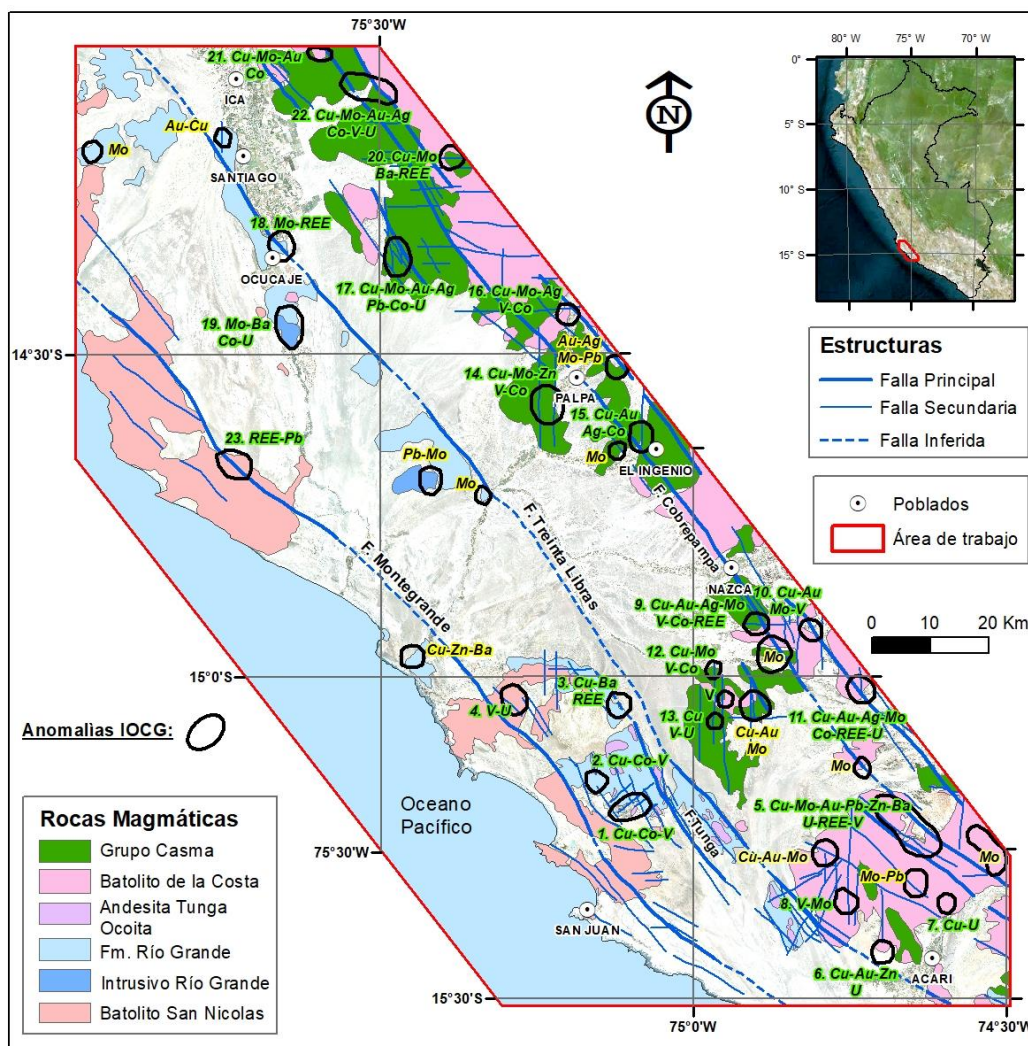 75°30'W
80° W
75° W
70° W
0°
5° S
10° S
15° S
21. Cu-Mo-Au
Co
ICA
22. Cu-Mo-Au-Ag
Co-V-U
Au-Cu
Mo
SANTIAGO
20. Cu-Mo
Ba-REE
N
18. Mo-REE
OCUCAJE
17. Cu-Mo-Au-Ag
Pb-Co-U
16. Cu-Mo-Ag
V-Co
19. Mo-Ba
Co-U
14°30'S
Au-Ag
Mo-Pb
14. Cu-Mo-Zn
V-Co
PALPA
15. Cu-Au
Ag-Co
Mo
EL INGENIO
23. REE-Pb
Pb-Mo
Mo
F. Cobrepampa
F. Treinta Libras
F. Montegrande
NAZCA
10. Cu-Au
Mo-V
9. Cu-Au-Ag-Mo
V-Co-REE
Cu-Zn-Ba
12. Cu-Mo
V-Co
Mo
15°0'S
3. Cu-Ba
REE
V
4. V-U
13. Cu
V-U
Cu-Au
Mo
11. Cu-Au-Ag-Mo
Co-REE-U
Mo
2. Cu-Co-V
1. Cu-Co-V
5. Cu-Mo-Au-Pb-Zn-Ba
U-REE-V
F.Tunga
Cu-Au-Mo
Mo
Mo-Pb
8. V-Mo
7. Cu-U
6. Cu-Au-Zn
U
ACARI
SAN JUAN
Oceano
Pacífico
75°30'W
15°30'S
75°0'W
74°30'W
Estructuras
Falla Principal
Falla Secundaria
Falla Inferida
Poblados
Área de trabajo
0 10 20 Km
Anomalìas IOCG:
Rocas Magmáticas
Grupo Casma
Batolito de la Costa
Andesita Tunga
Ocoita
Fm. Río Grande
Intrusivo Río Grande
Batolito San Nicolas